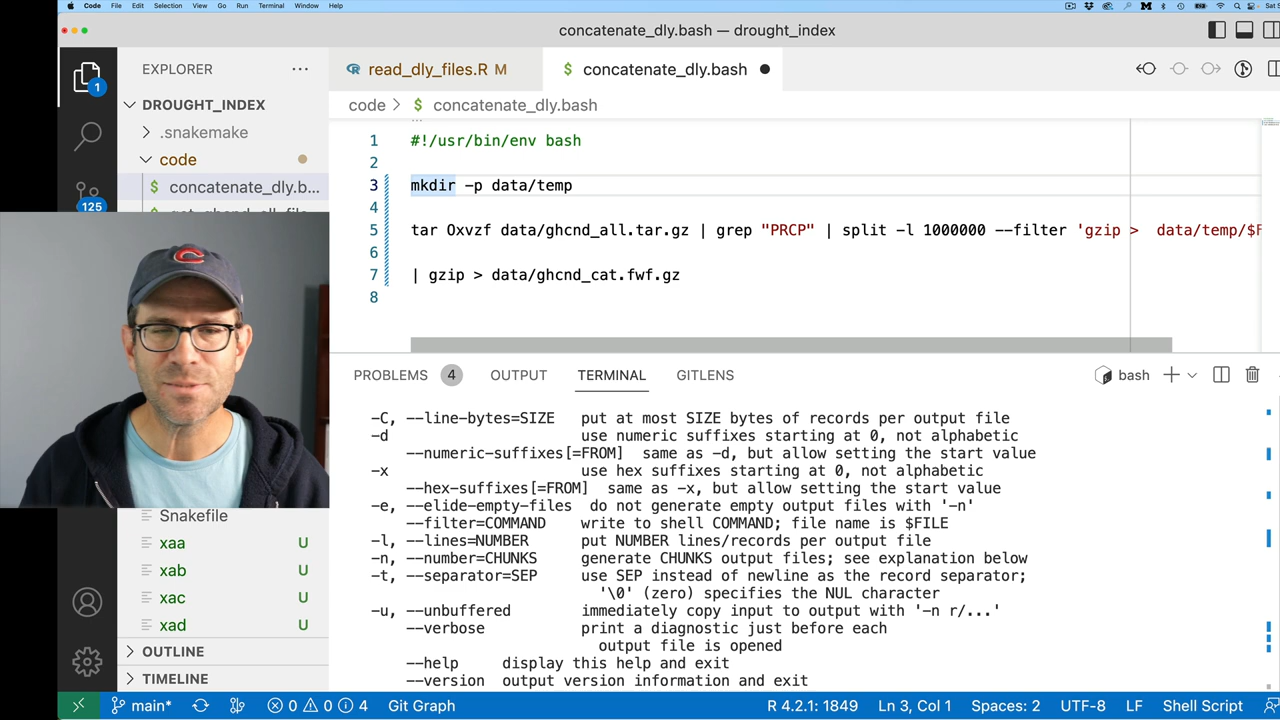 Code File Edit Selection View Go Run Terminal Window Help
concatenate_dly.bash — drought_index
EXPLORER
read_dly_files.R M
$ concatenate_dly.bash
1
DROUGHT_INDEX
code > $ concatenate_dly.bash
.snakemake
code
$ concatenate_dly.b...
125
1 #!/usr/bin/env bash
2
3 mkdir -p data/temp
4
5 tar Oxvzf data/ghcnd_all.tar.gz | grep "PRCP" | split -l 1000000 --filter 'gzip > data/temp/$F
6
7 | gzip > data/ghcnd_cat.fwf.gz
8
PROBLEMS 4 OUTPUT TERMINAL GITLENS
bash
-C, --line-bytes=SIZE put at most SIZE bytes of records per output file
-d use numeric suffixes starting at 0, not alphabetic
--numeric-suffixes[=FROM] same as -d, but allow setting the start value
-x use hex suffixes starting at 0, not alphabetic
--hex-suffixes[=FROM] same as -x, but allow setting the start value
-e, --elide-empty-files do not generate empty output files with '-n'
--filter=COMMAND write to shell COMMAND; file name is $FILE
-l, --lines=NUMBER put NUMBER lines/records per output file
-n, --number=CHUNKS generate CHUNKS output files; see explanation below
-t, --separator=SEP use SEP instead of newline as the record separator;
'\0' (zero) specifies the NUL character
-u, --unbuffered immediately copy input to output with '-n r/...'
--verbose print a diagnostic just before each
output file is opened
--help display this help and exit
--version output version information and exit
Snakefile
xaa U
xab U
xac U
xad U
OUTLINE
TIMELINE
main* 0 0 4 Git Graph
R 4.2.1: 1849 Ln 3, Col 1 Spaces: 2 UTF-8 LF Shell Script